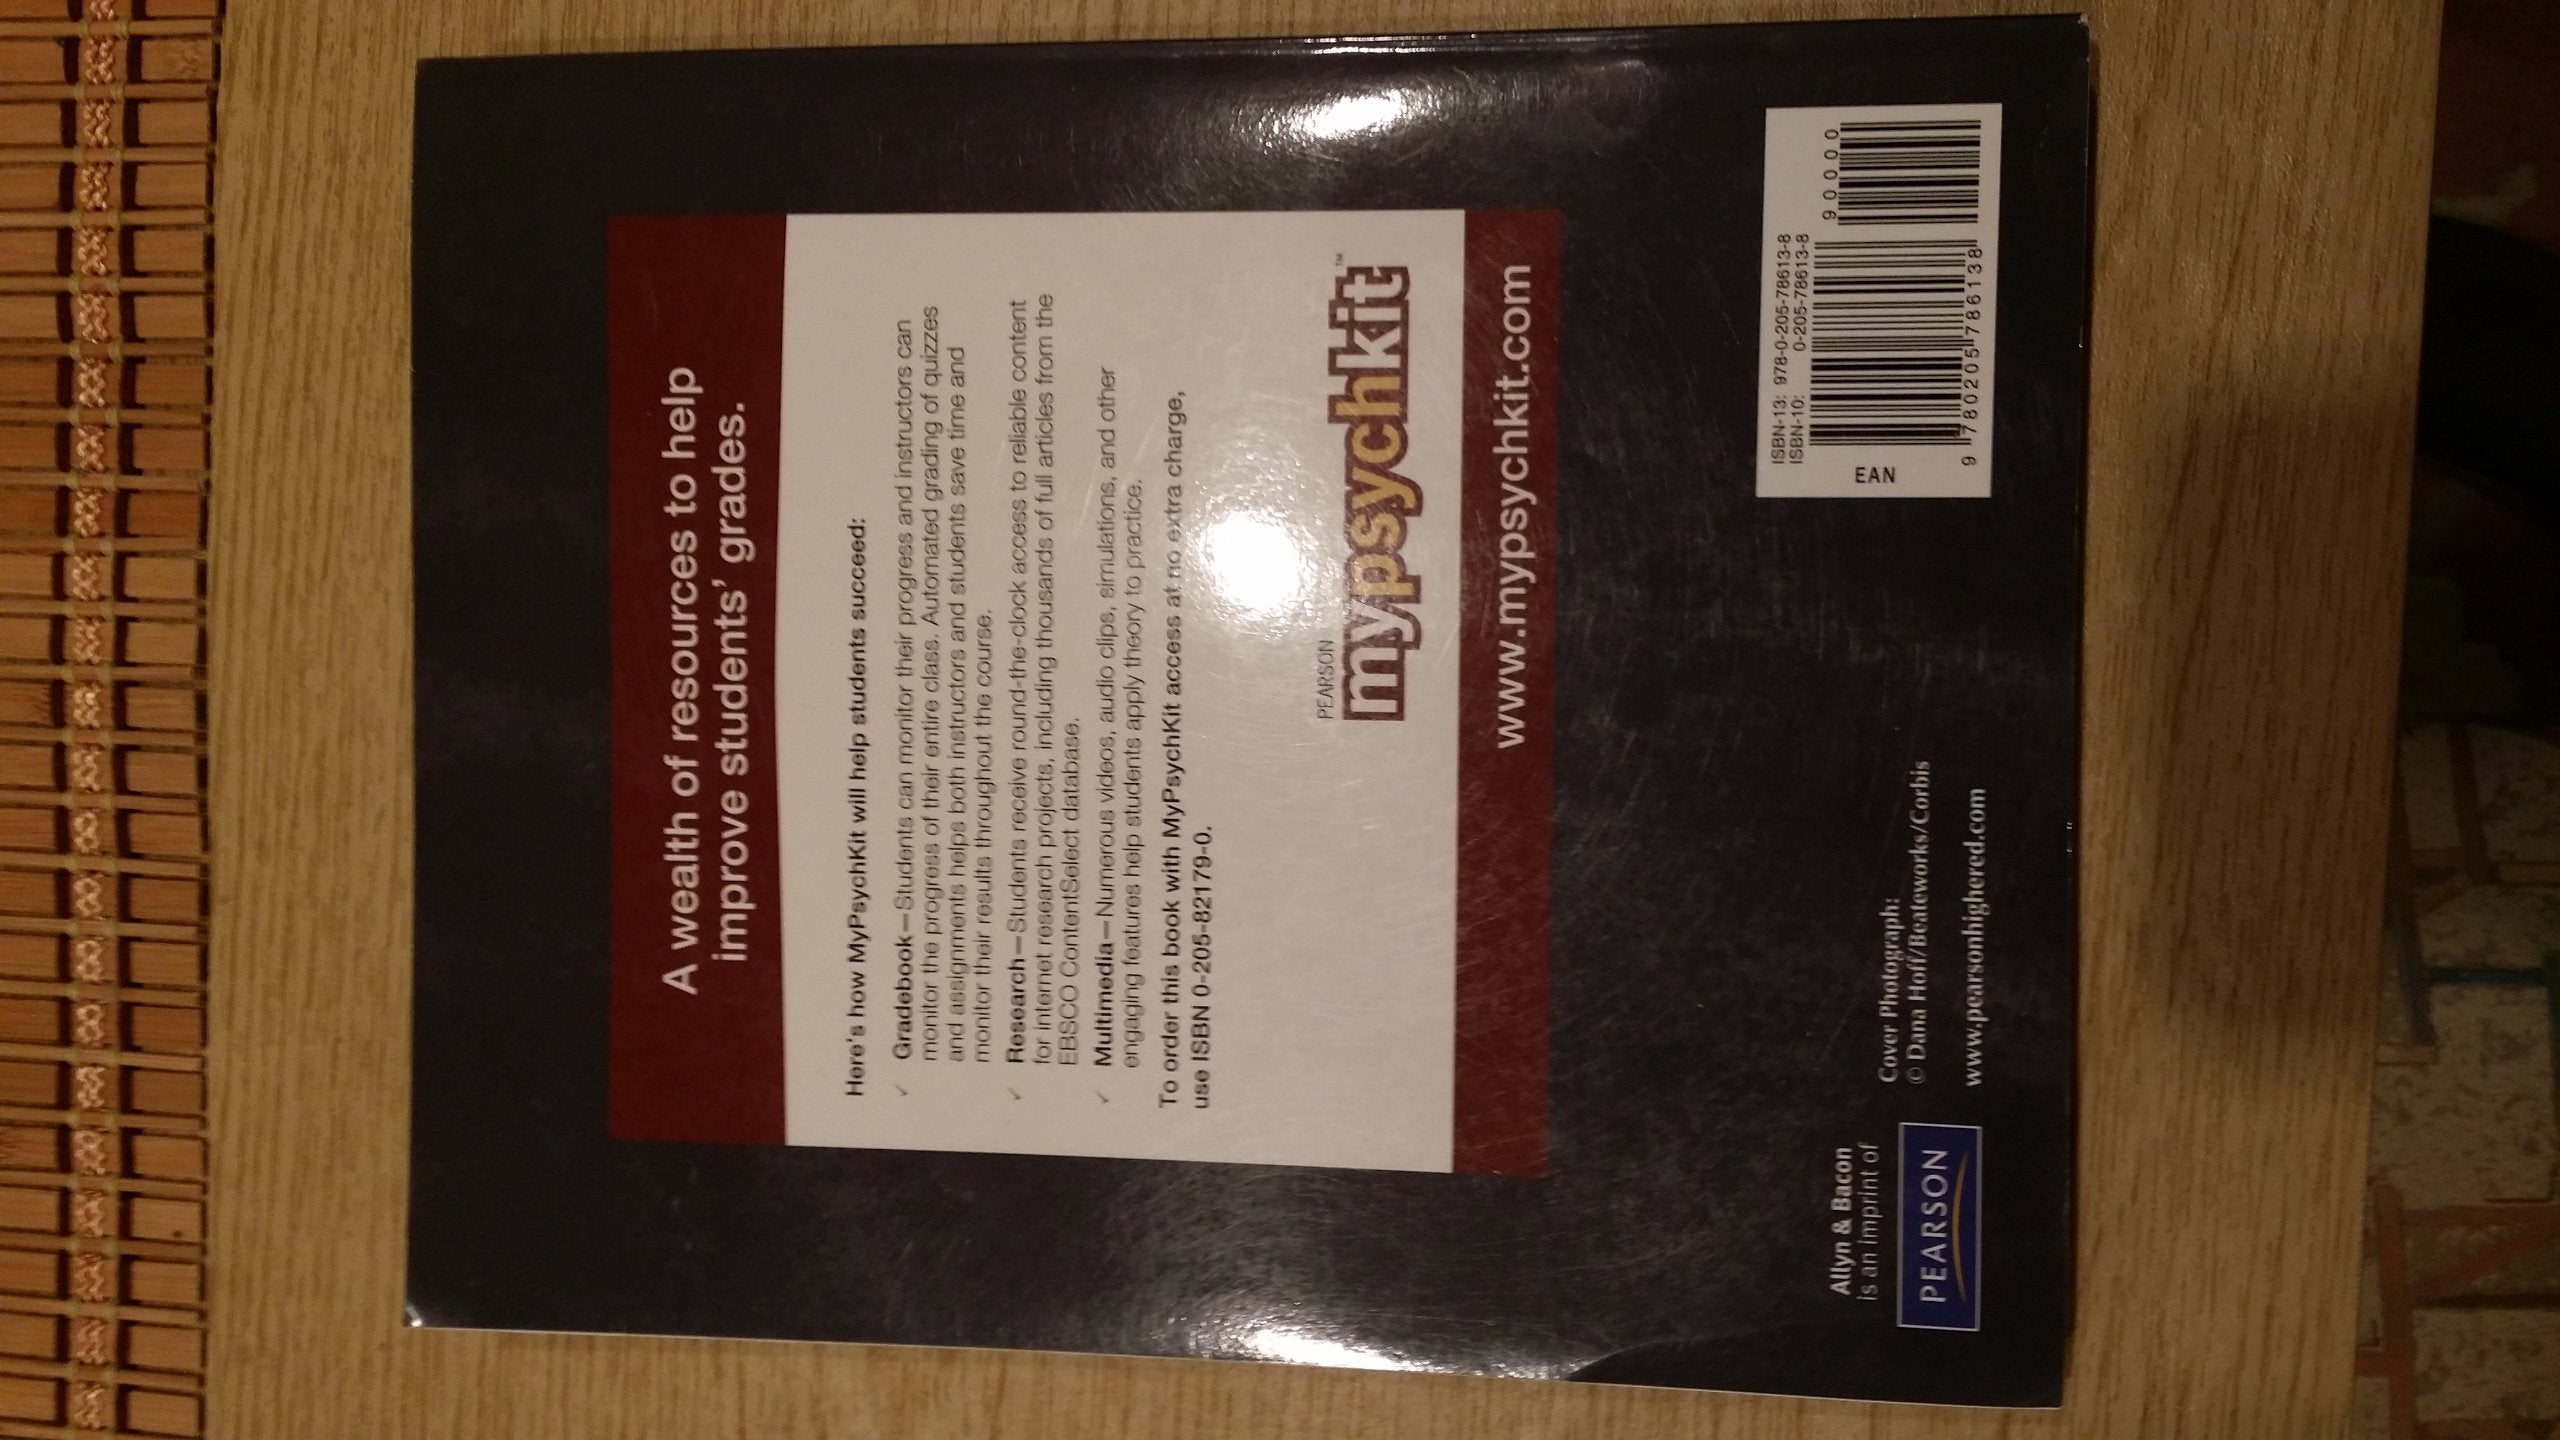 A wealth of resources to help
improve students' grades.
Here's how MyPsychKit will help students succeed:
✓ Gradebook—Students can monitor their progress and instructors can
monitor the progress of their entire class. Automated grading of quizzes
and assignments helps both instructors and students save time and
monitor their results throughout the course.
✓ Research—Students receive round-the-clock access to reliable content
for Internet research projects, including thousands of full articles from the
EBSCO ContentSelect database.
✓ Multimedia—Numerous videos, audio clips, simulations, and other
engaging features help students apply theory to practice.
To order this book with MyPsychKit access at no extra charge,
use ISBN 0-205-82179-0.
PEARSON
mypsychkit™
www.mypsychkit.com
Allyn & Bacon
is an imprint of
PEARSON
Cover Photograph:
© Dana Hoff/Beateworks/Corbis
www.pearsonhighered.com
ISBN-13: 978-0-205-78613-8
ISBN-10: 0-205-78613-8
90000
EAN
9 780205 786138